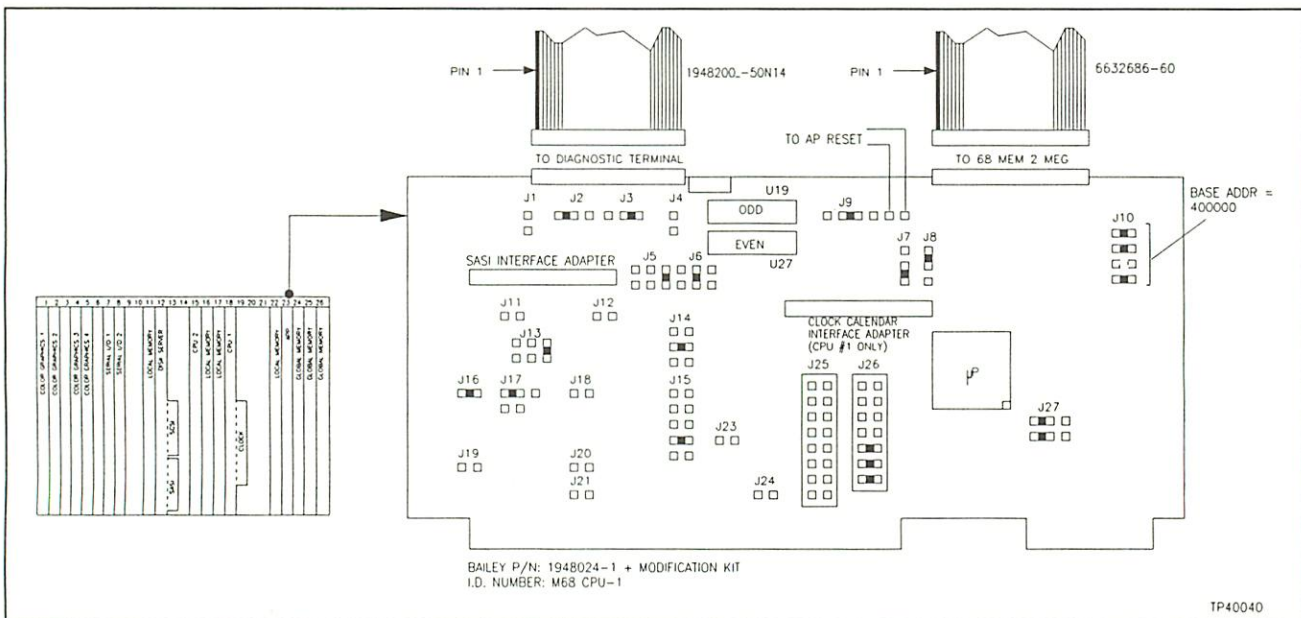 PIN 1
1948200_-50N14
PIN 1
6632686-60
TO AP RESET
TO DIAGNOSTIC TERMINAL
TO 68 MEM 2 MEG
BASE ADDR =
400000
J1
J2
J3
J4
U19
ODD
EVEN
U27
J9
J7
J8
J10
SASI INTERFACE ADAPTER
J5
J6
J11
J12
J13
J14
CLOCK CALENDAR
INTERFACE ADAPTER
(CPU #1 ONLY)
J25
J26
µP
J16
J17
J18
J15
J23
J27
J19
J20
J21
J24
1 2 3 4 5 6 7 8 9 10 11 12 13 14 15 16 17 18 19 20 21 22 23 24 25 26
COLOR GRAPHICS 1
COLOR GRAPHICS 2
COLOR GRAPHICS 3
COLOR GRAPHICS 4
SERIAL I/O 1
SERIAL I/O 2
LOCAL MEMORY
DISK SERVER
CPU 2
LOCAL MEMORY
LOCAL MEMORY
CPU 1
LOCAL MEMORY
APP
GLOBAL MEMORY
GLOBAL MEMORY
GLOBAL MEMORY
SASI
CLOCK
BAILEY P/N: 1948024-1 + MODIFICATION KIT
I.D. NUMBER: M68 CPU-1
TP40040